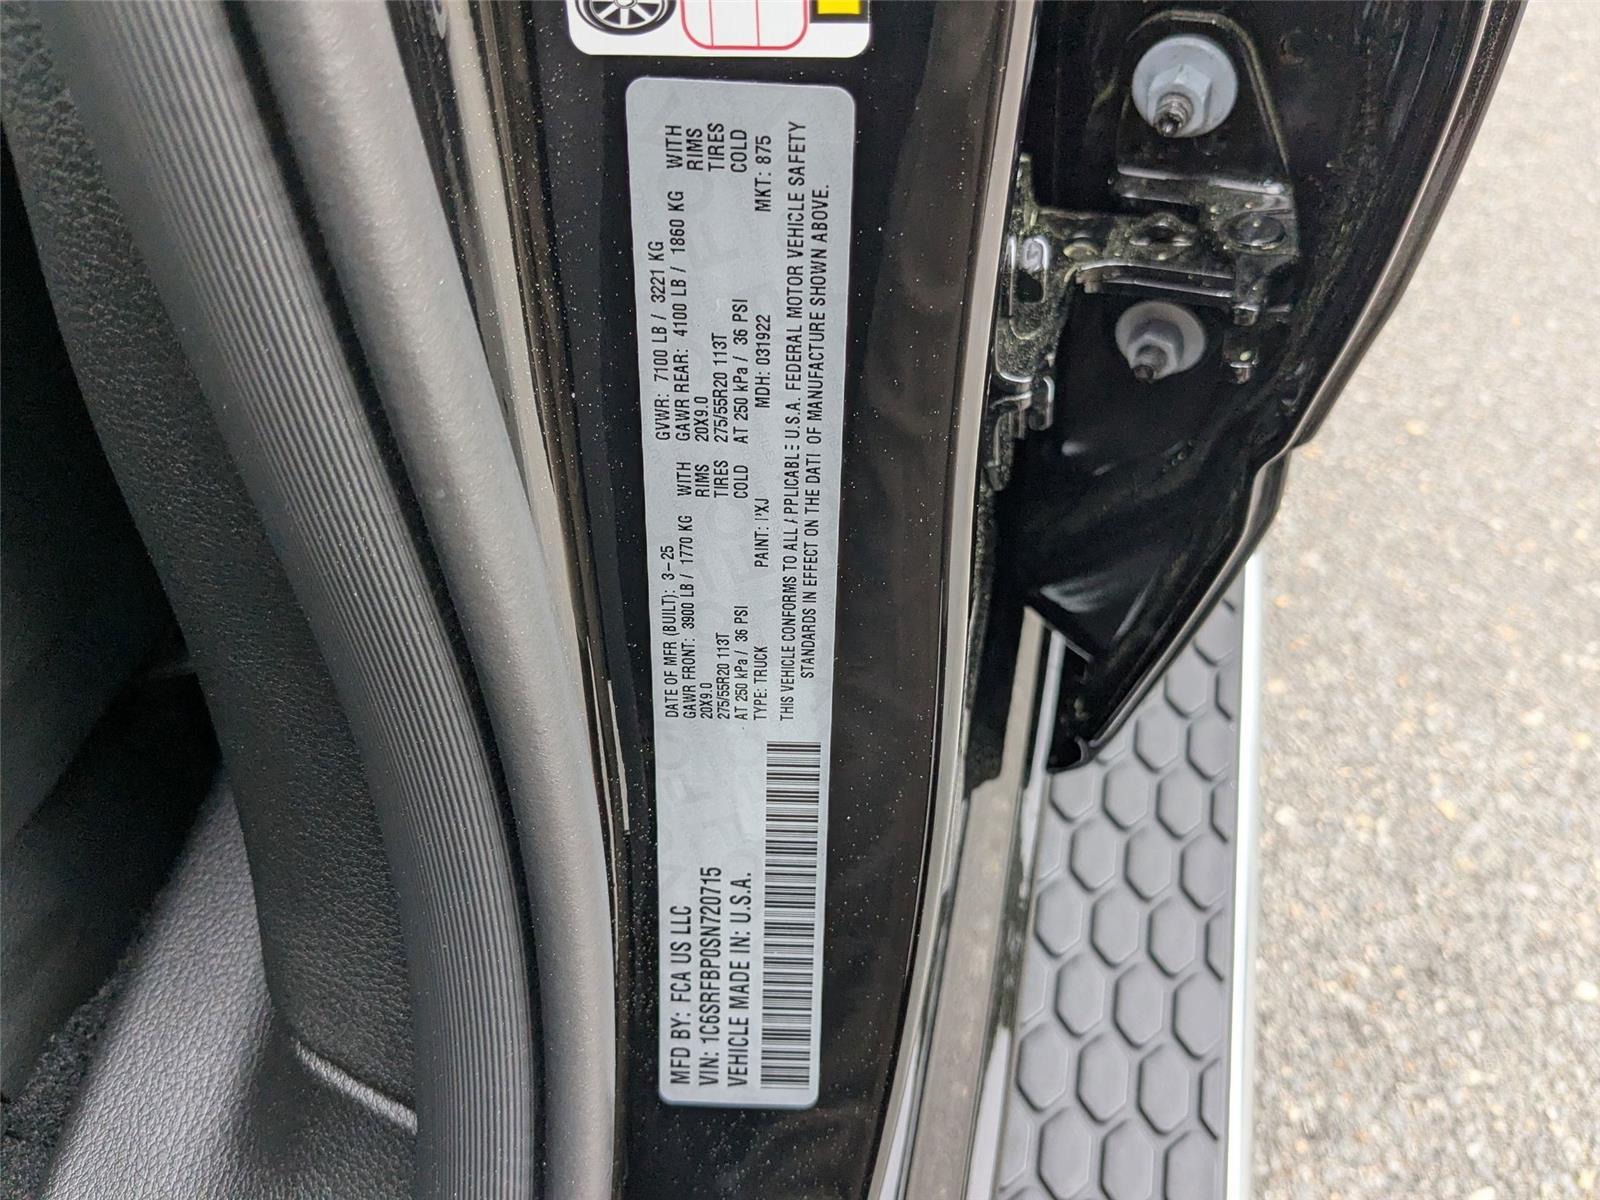 MFD BY: FCA US LLC
VIN: 1C6SRFBP0SN720715
VEHICLE MADE IN: U.S.A.
DATE OF MFR (BUILT): 3-25 GVWR: 7100 LB / 3221 KG
GAWR FRONT: 3900 LB / 1770 KG WITH GAWR REAR: 4100 LB / 1860 KG WITH
20X9.0 RIMS 20X9.0 RIMS
275/55R20 113T TIRES 275/55R20 113T TIRES
AT 250 kPa / 36 PSI COLD AT 250 kPa / 36 PSI COLD
TYPE: TRUCK PAINT: PXJ MDH: 031922 MKT: 875
THIS VEHICLE CONFORMS TO ALL APPLICABLE U.S.A. FEDERAL MOTOR VEHICLE SAFETY
STANDARDS IN EFFECT ON THE DATE OF MANUFACTURE SHOWN ABOVE.